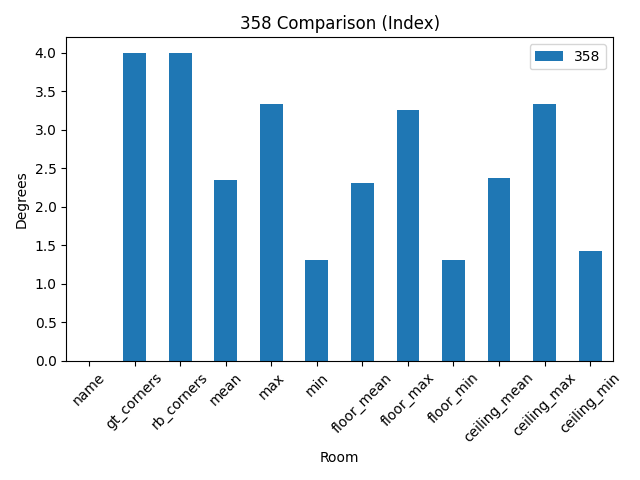 358 Comparison (Index)
358
Degrees
4.0
3.5
3.0
2.5
2.0
1.5
1.0
0.5
0.0
name
gt_corners
rb_corners
mean
max
min
floor_mean
floor_max
floor_min
ceiling_mean
ceiling_max
ceiling_min
Room